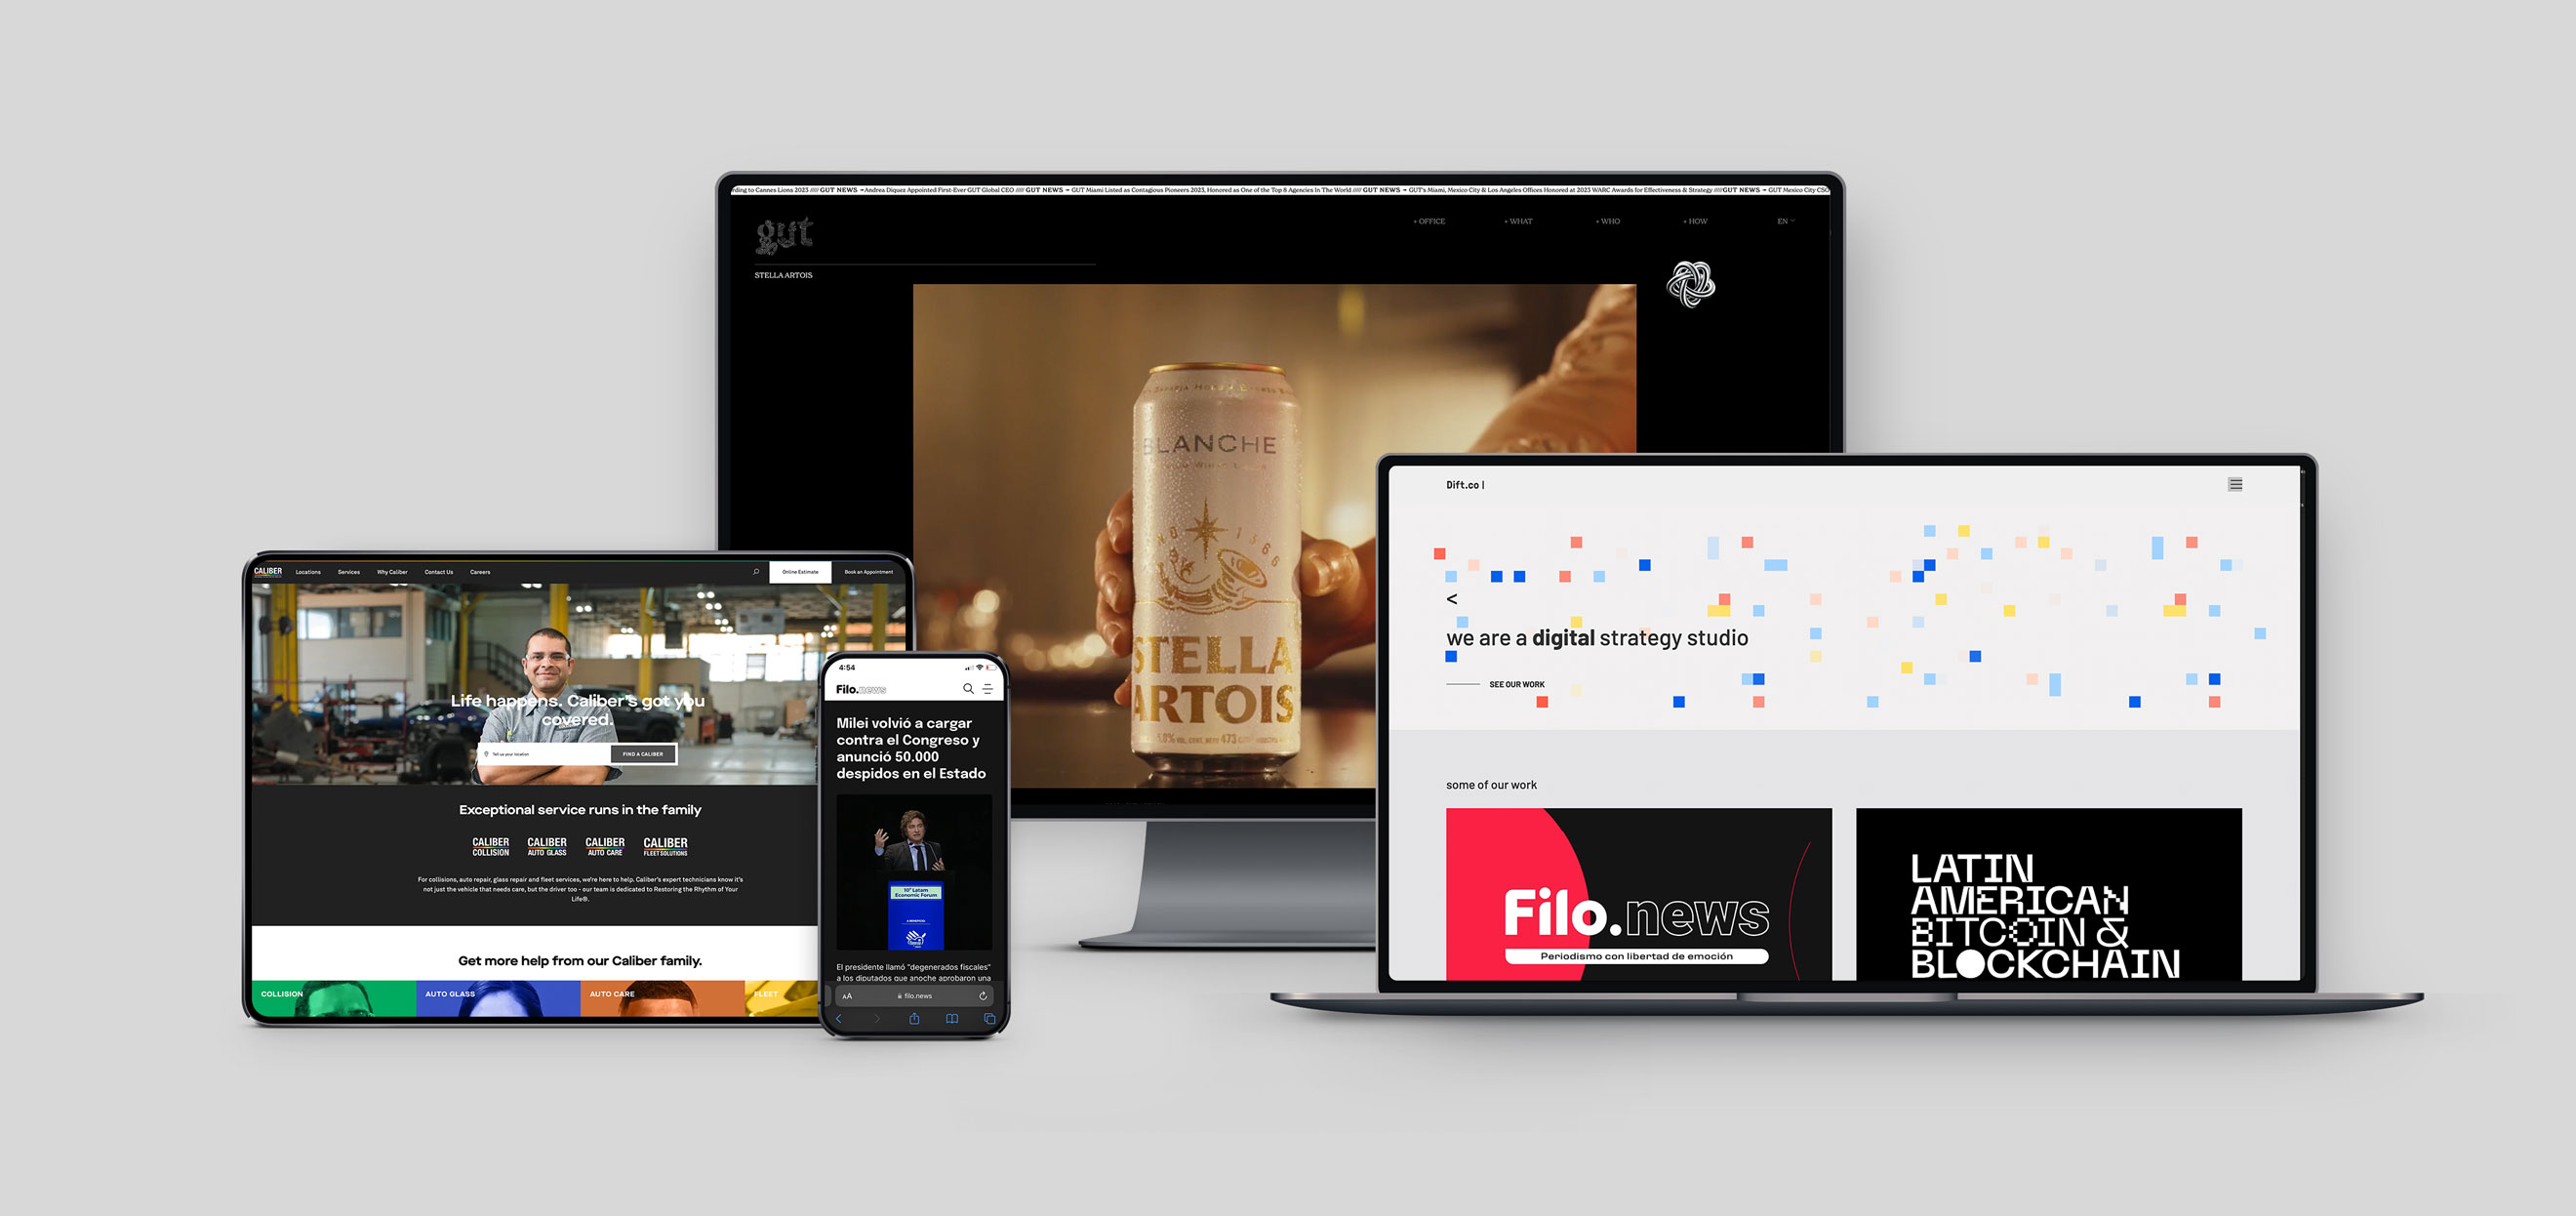 rding to Cannes Lions 2023 ///// GUT NEWS → Andrea Diquez Appointed First-Ever GUT Global CEO ///// GUT NEWS → GUT Miami Listed as Contagious Pioneers 2023, Honored as One of the Top 8 Agencies In The World ///// GUT NEWS → GUT's Miami, Mexico City & Los Angeles Offices Honored at 2023 WARC Awards for Effectiveness & Strategy /////GUT NEWS → GUT Mexico City CSO
gut
+ OFFICE + WHAT + WHO + HOW EN
STELLA ARTOIS
BLANCHE
1366
STELLA
ARTOIS
473
CALIBER Locations Services Why Caliber Contact Us Careers Online Estimate Book an Appointment
Life happens. Caliber's got you
covered.
Tell us your location FIND A CALIBER
Exceptional service runs in the family
CALIBER COLLISION
CALIBER AUTO GLASS
CALIBER AUTO CARE
CALIBER FLEET SOLUTIONS
For collisions, auto repair, glass repair and fleet services, we're here to help. Caliber's expert technicians know it's
not just the vehicle that needs care, but the driver too - our team is dedicated to Restoring the Rhythm of Your
Life®.
Get more help from our Caliber family.
COLLISION AUTO GLASS AUTO CARE FLEET
4:54
Filo.news
Milei volvió a cargar
contra el Congreso y
anunció 50.000
despidos en el Estado
10° Latam
Economic Forum
El presidente llamó "degenerados fiscales"
a los diputados que anoche aprobaron una
AA filo.news
Dift.co |
<
we are a digital strategy studio
SEE OUR WORK
some of our work
Filo.news
Periodismo con libertad de emoción
LATIN
AMERICAN
BITCOIN &
BLOCKCHAIN